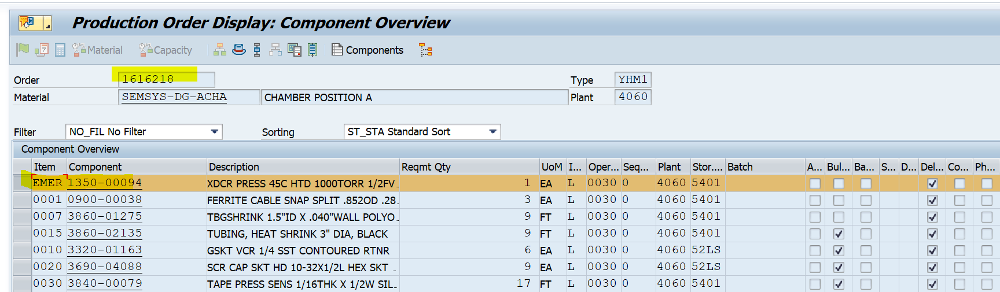 Production Order Display: Component Overview
Material Capacity Components
Order 1616218 Type YHM1
Material SEMSYS-DG-ACHA CHAMBER POSITION A Plant 4060
Filter NO_FIL No Filter Sorting ST_STA Standard Sort
Component Overview
Item Component Description Reqmt Qty UoM I... Oper... Seq... Plant Stor.... Batch A... Bul... Ba... S... D... Del... Co... Ph...
EMER 1350-00094 XDCR PRESS 45C HTD 1000TORR 1/2FV... 1 EA L 0030 0 4060 5401
0001 0900-00038 FERRITE CABLE SNAP SPLIT .852OD .28... 3 EA L 0030 0 4060 5401
0007 3860-01275 TBGSHRINK 1.5"ID X .040"WALL POLYO... 9 FT L 0030 0 4060 5401
0015 3860-02135 TUBING, HEAT SHRINK 3" DIA, BLACK 9 FT L 0030 0 4060 5401
0010 3320-01163 GSKT VCR 1/4 SST CONTOURED RTNR 6 EA L 0030 0 4060 52LS
0020 3690-04088 SCR CAP SKT HD 10-32X1/2L HEX SKT ... 9 EA L 0030 0 4060 52LS
0030 3840-00079 TAPE PRESS SENS 1/16THK X 1/2W SIL... 17 FT L 0030 0 4060 5401